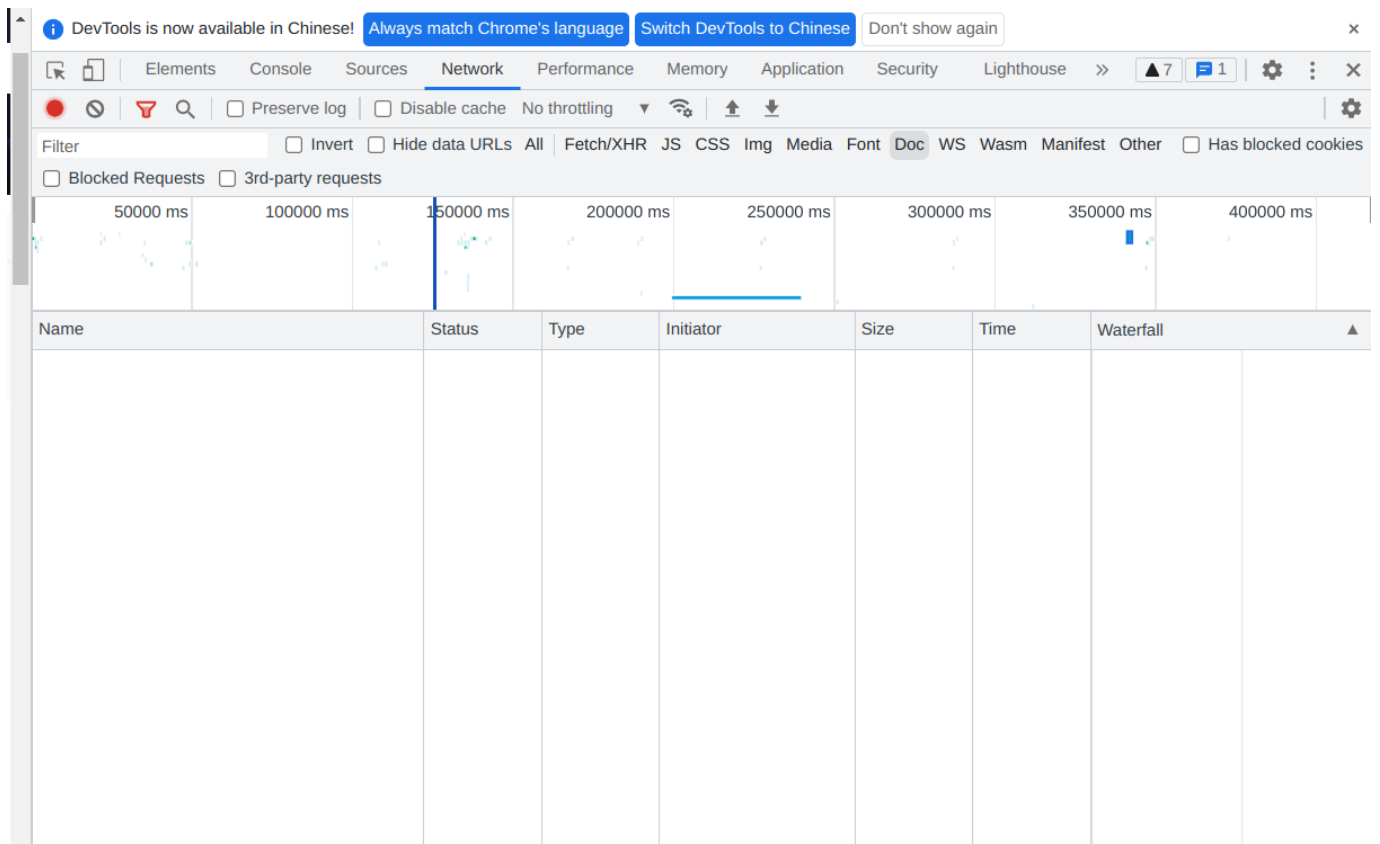 DevTools is now available in Chinese! Always match Chrome's language Switch DevTools to Chinese Don't show again ×
Elements Console Sources Network Performance Memory Application Security Lighthouse » 7 1
Preserve log Disable cache No throttling
Filter Invert Hide data URLs All Fetch/XHR JS CSS Img Media Font Doc WS Wasm Manifest Other Has blocked cookies
Blocked Requests 3rd-party requests
50000 ms 100000 ms 150000 ms 200000 ms 250000 ms 300000 ms 350000 ms 400000 ms
Name Status Type Initiator Size Time Waterfall